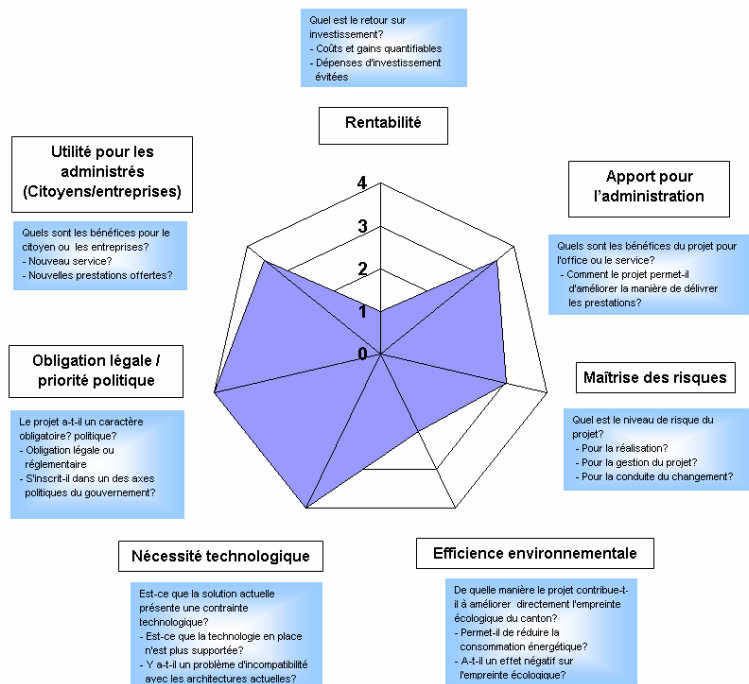 Quel est le retour sur
investissement?
- Coûts et gains quantifiables
- Dépenses d'investissement
évitées
Rentabilité
Utilité pour les
administrés
(Citoyens/entreprises)
Quels sont les bénéfices pour le
citoyen ou les entreprises?
- Nouveau service?
- Nouvelles prestations offertes?
Apport pour
l'administration
Quels sont les bénéfices du projet pour
l'office ou le service?
- Comment le projet permet-il
d'améliorer la manière de délivrer
les prestations?
4
3
2
1
0
Obligation légale /
priorité politique
Le projet a-t-il un caractère
obligatoire? politique?
- Obligation légale ou
réglementaire
- S'inscrit-il dans un des axes
politiques du gouvernement?
Maîtrise des risques
Quel est le niveau de risque du
projet?
- Pour la réalisation?
- Pour la gestion du projet?
- Pour la conduite du changement?
Nécessité technologique
Est-ce que la solution actuelle
présente une contrainte
technologique?
- Est-ce que la technologie en place
n'est plus supportée?
- Y a-t-il un problème d'incompatibilité
avec les architectures actuelles?
Efficience environnementale
De quelle manière le projet contribue-t-
il à améliorer directement l'empreinte
écologique du canton?
- Permet-il de réduire la
consommation énergétique?
- A-t-il un effet négatif sur
l'empreinte écologique?